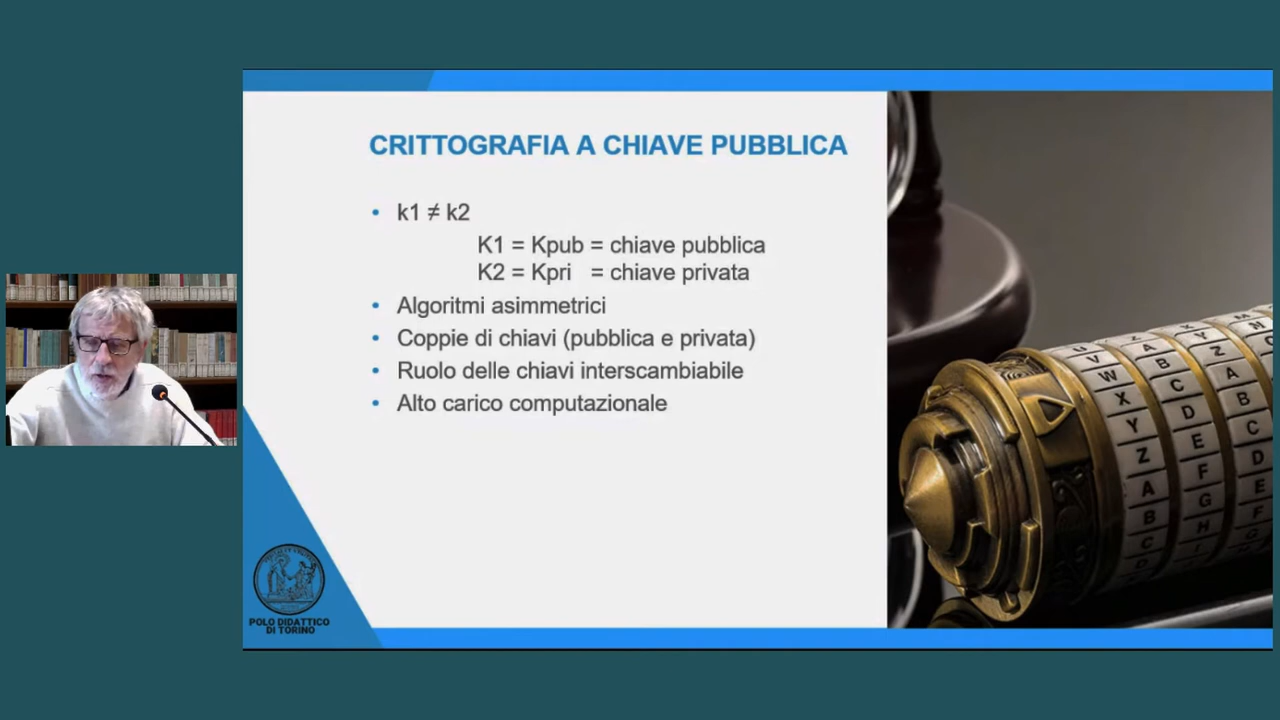 CRITTOGRAFIA A CHIAVE PUBBLICA
• k1 ≠ k2
K1 = Kpub = chiave pubblica
K2 = Kpri = chiave privata
• Algoritmi asimmetrici
• Coppie di chiavi (pubblica e privata)
• Ruolo delle chiavi interscambiabile
• Alto carico computazionale
POLO DIDATTICO
DI TORINO
U V W X Y Z A B C D
A B C D E F G H I
X Y Z A B C D E F G
M N